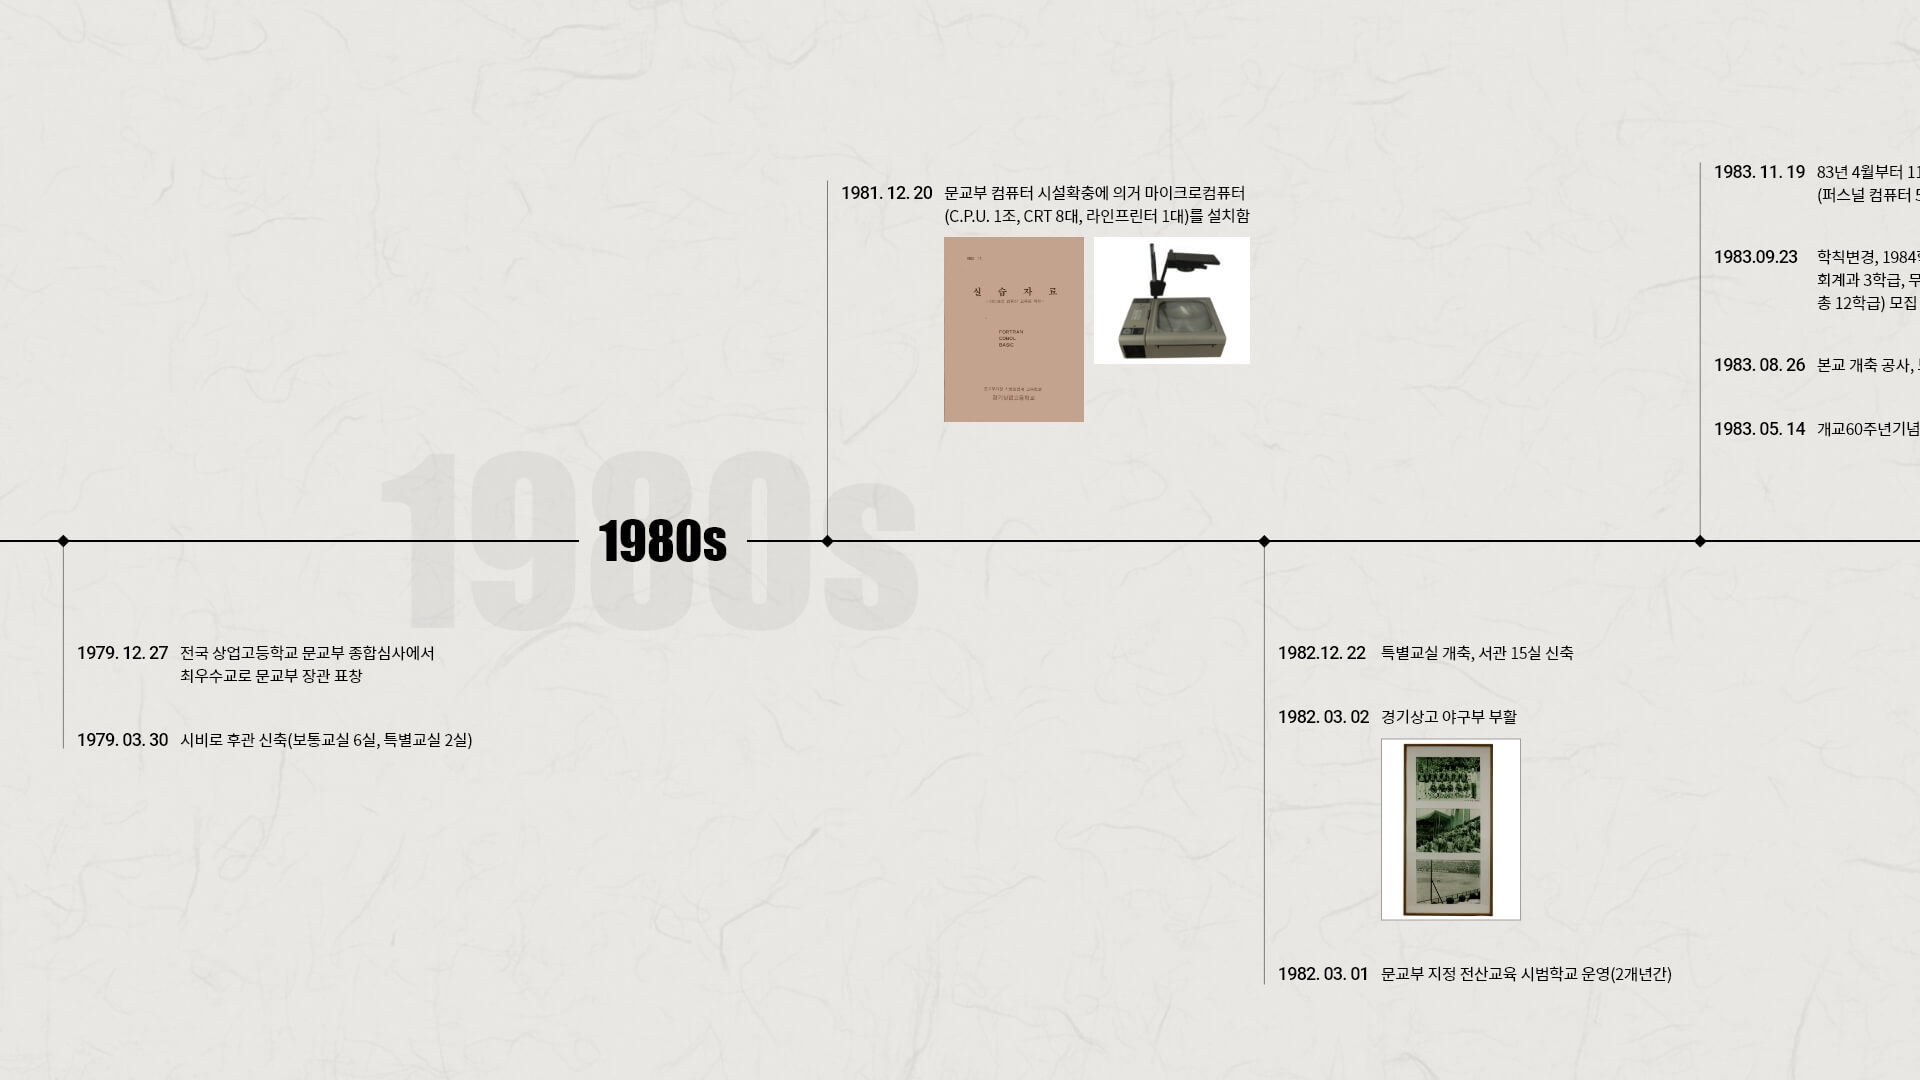 1979. 12. 27 전국 상업고등학교 문교부 종합심사에서
최우수교로 문교부 장관 표창
1979. 03. 30 시비로 후관 신축(보통교실 6실, 특별교실 2실)
1980s
1980s
1981. 12. 20 문교부 컴퓨터 시설확충에 의거 마이크로컴퓨터
(C.P.U. 1조, CRT 8대, 라인프린터 1대)를 설치함
실 습 자 료
FORTRAN
COBOL
BASIC
경기상업고등학교
1982.12. 22 특별교실 개축, 서관 15실 신축
1982. 03. 02 경기상고 야구부 부활
1982. 03. 01 문교부 지정 전산교육 시범학교 운영(2개년간)
1983. 11. 19 83년 4월부터 11
(퍼스널 컴퓨터
1983.09.23 학칙변경, 1984
회계과 3학급,
총 12학급) 모집
1983. 08. 26 본교 개축 공사,
1983. 05. 14 개교60주년기념